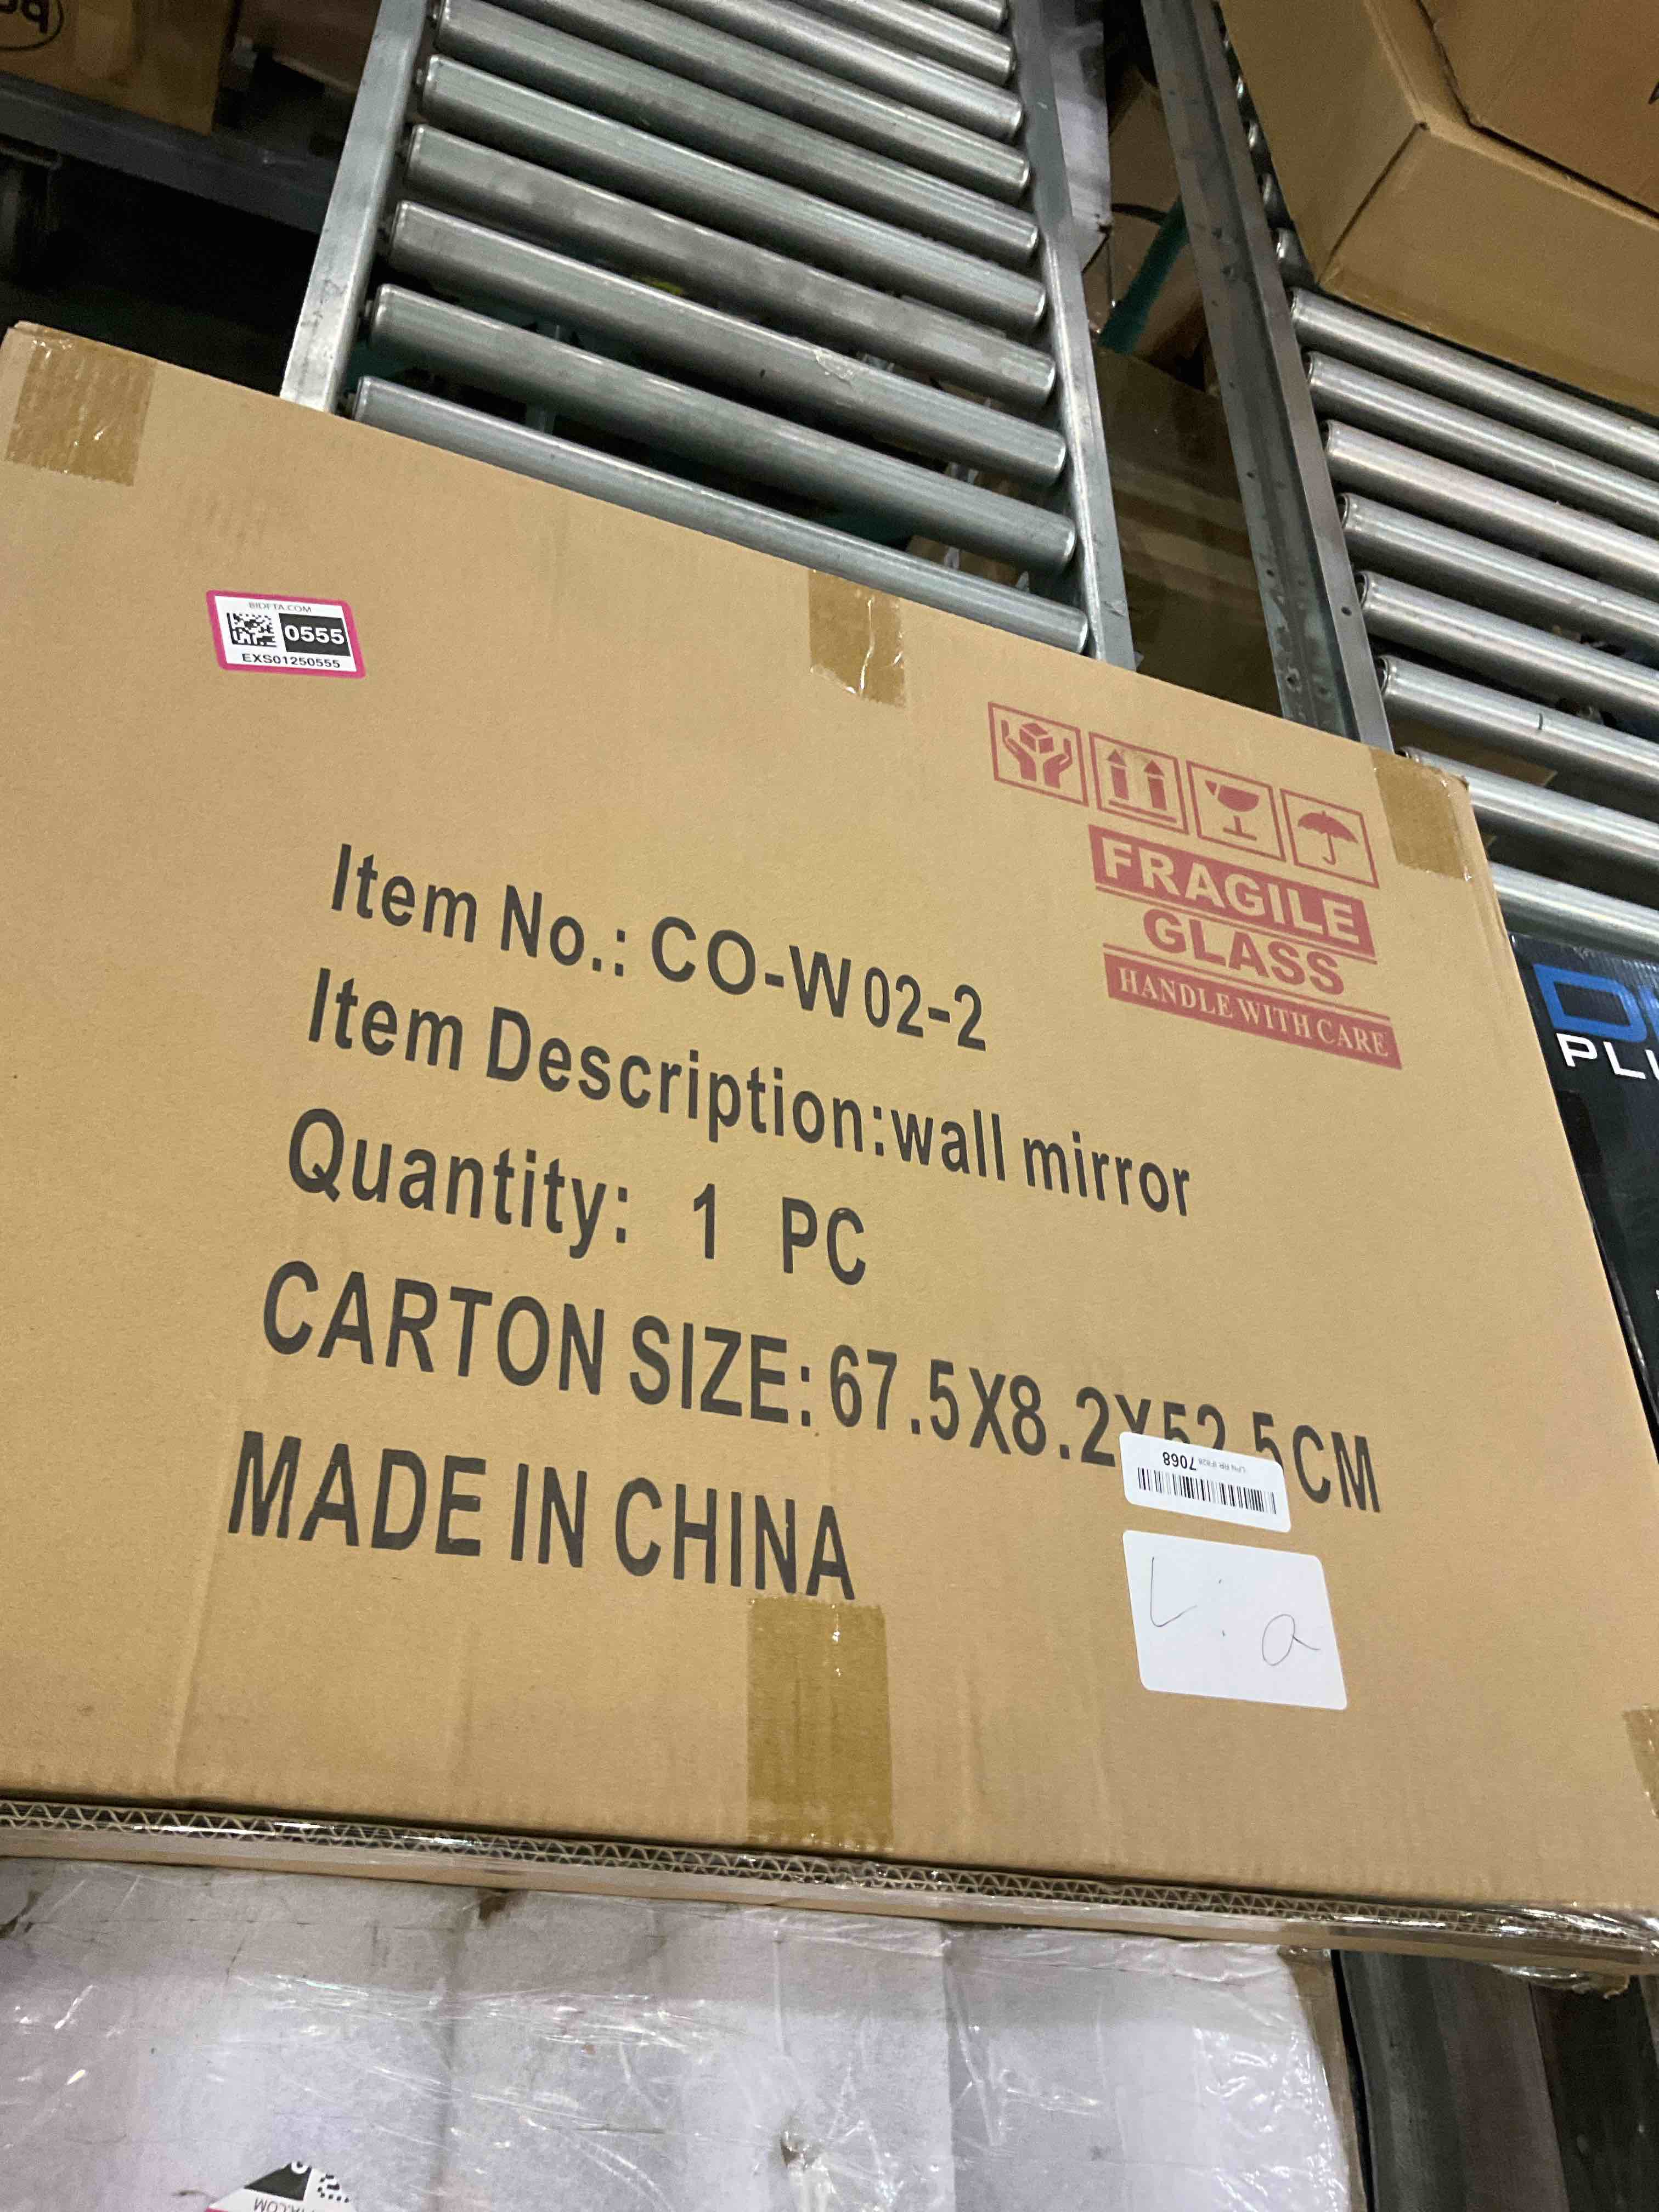 BIDFTA.COM
0555
EXS01250555
FRAGILE
GLASS
HANDLE WITH CARE
Item No.: CO-W02-2
Item Description:wall mirror
Quantity: 1 PC
CARTON SIZE: 67.5X8.2X52.5CM
MADE IN CHINA
7068
L:a
PLU